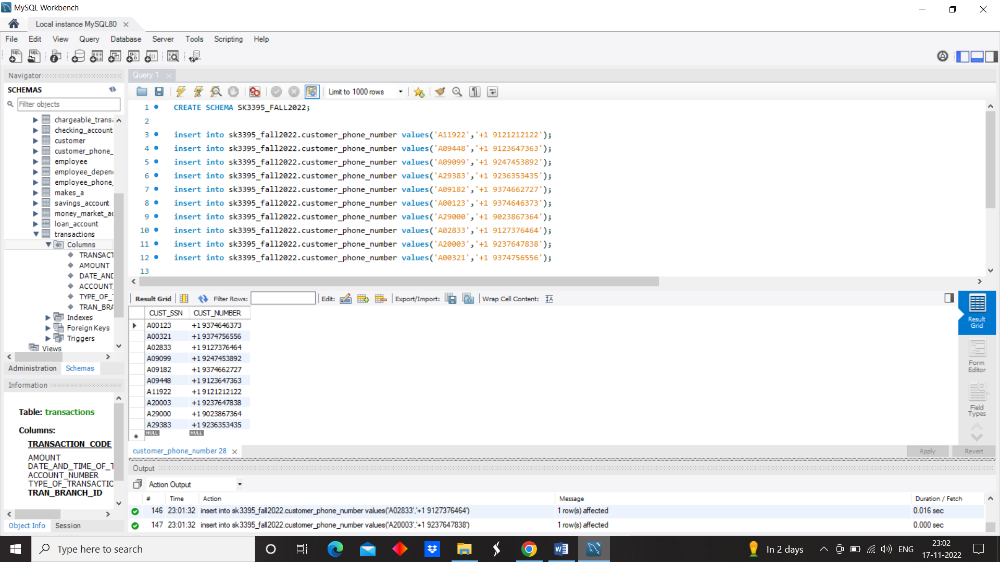 MySQL Workbench
Local instance MySQL80
File Edit View Query Database Server Tools Scripting Help
Navigator
SCHEMAS
Filter objects
chargeable_transa
checking_account
customer
customer_phone_
employee
employee_depen
employee_phone_
makes_a
savings_account
money_market_ac
loan_account
transactions
Columns
TRANSACT
AMOUNT
DATE_AND
ACCOUNT_
TYPE_OF_T
TRAN_BRA
Indexes
Foreign Keys
Triggers
Views
Administration Schemas
Information
Table: transactions
Columns:
TRANSACTION_CODE
AMOUNT
DATE_AND_TIME_OF_T
ACCOUNT_NUMBER
TYPE_OF_TRANSACTIO
TRAN_BRANCH_ID
Object Info Session
Query 1
Limit to 1000 rows
1 CREATE SCHEMA SK3395_FALL2022;
2
3 insert into sk3395_fall2022.customer_phone_number values('A11922','+1 9121212122');
4 insert into sk3395_fall2022.customer_phone_number values('A09448','+1 9123647363');
5 insert into sk3395_fall2022.customer_phone_number values('A09099','+1 9247453892');
6 insert into sk3395_fall2022.customer_phone_number values('A29383','+1 9236353435');
7 insert into sk3395_fall2022.customer_phone_number values('A09182','+1 9374662727');
8 insert into sk3395_fall2022.customer_phone_number values('A00123','+1 9374646373');
9 insert into sk3395_fall2022.customer_phone_number values('A29000','+1 9023867364');
10 insert into sk3395_fall2022.customer_phone_number values('A02833','+1 9127376464');
11 insert into sk3395_fall2022.customer_phone_number values('A20003','+1 9237647838');
12 insert into sk3395_fall2022.customer_phone_number values('A00321','+1 9374756556');
13
Result Grid Filter Rows: Edit: Export/Import: Wrap Cell Content:
CUST_SSN CUST_NUMBER
A00123 +1 9374646373
A00321 +1 9374756556
A02833 +1 9127376464
A09099 +1 9247453892
A09182 +1 9374662727
A09448 +1 9123647363
A11922 +1 9121212122
A20003 +1 9237647838
A29000 +1 9023867364
A29383 +1 9236353435
NULL NULL
Result
Grid
Form
Editor
Field
Types
customer_phone_number 28
Apply Revert
Output
Action Output
# Time Action Message Duration / Fetch
146 23:01:32 insert into sk3395_fall2022.customer_phone_number values('A02833','+1 9127376464') 1 row(s) affected 0.016 sec
147 23:01:32 insert into sk3395_fall2022.customer_phone_number values('A20003','+1 9237647838') 1 row(s) affected 0.000 sec
Type here to search
In 2 days
ENG
23:02
17-11-2022